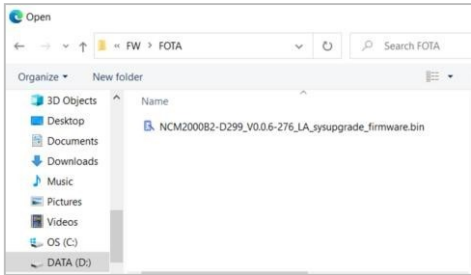 Open
« FW > FOTA
Search FOTA
Organize
New folder
3D Objects
Desktop
Documents
Downloads
Music
Pictures
Videos
OS (C:)
DATA (D:)
Name
NCM2000B2-D299_V0.0.6-276_LA_sysupgrade_firmware.bin